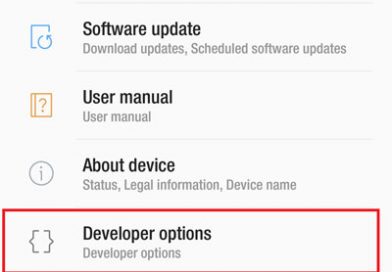 Software update
Download updates, Scheduled software updates
User manual
User manual
About device
Status, Legal information, Device name
Developer options
Developer options